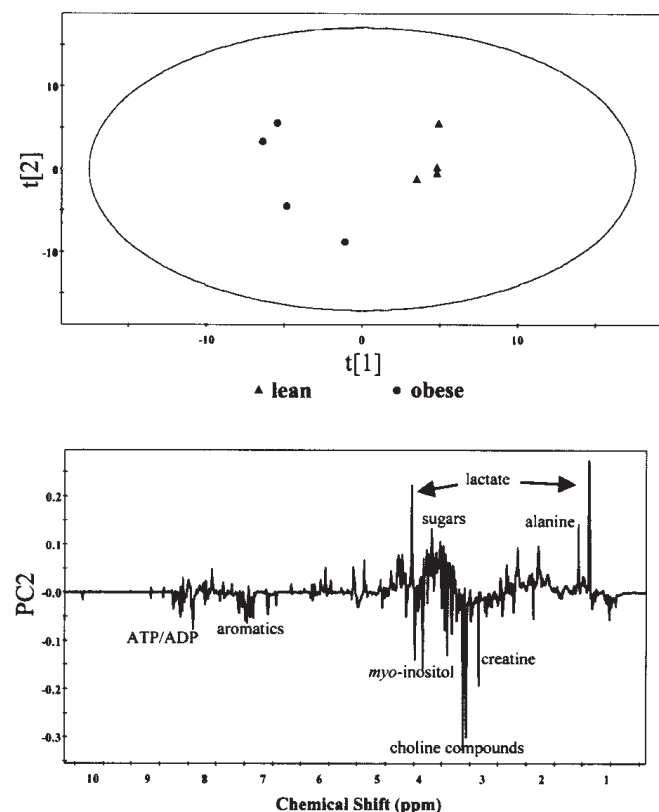 10
0
-10
t[2]
-10
0
10
t[1]
▲ lean ● obese
0.2
0.1
-0.0
-0.1
-0.2
-0.3
PC2
lactate
sugars
alanine
ATP/ADP
aromatics
myo-inositol
creatine
choline compounds
10 9 8 7 6 5 4 3 2 1
Chemical Shift (ppm)